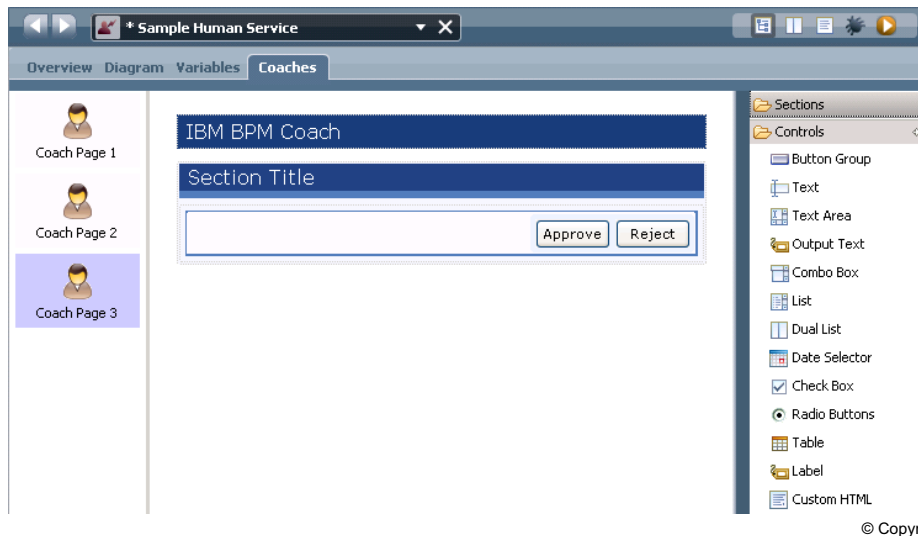 * Sample Human Service
Overview Diagram Variables Coaches
Coach Page 1
Coach Page 2
Coach Page 3
IBM BPM Coach
Section Title
Approve Reject
Sections
Controls
Button Group
Text
Text Area
Output Text
Combo Box
List
Dual List
Date Selector
Check Box
Radio Buttons
Table
Label
Custom HTML
© Copyr